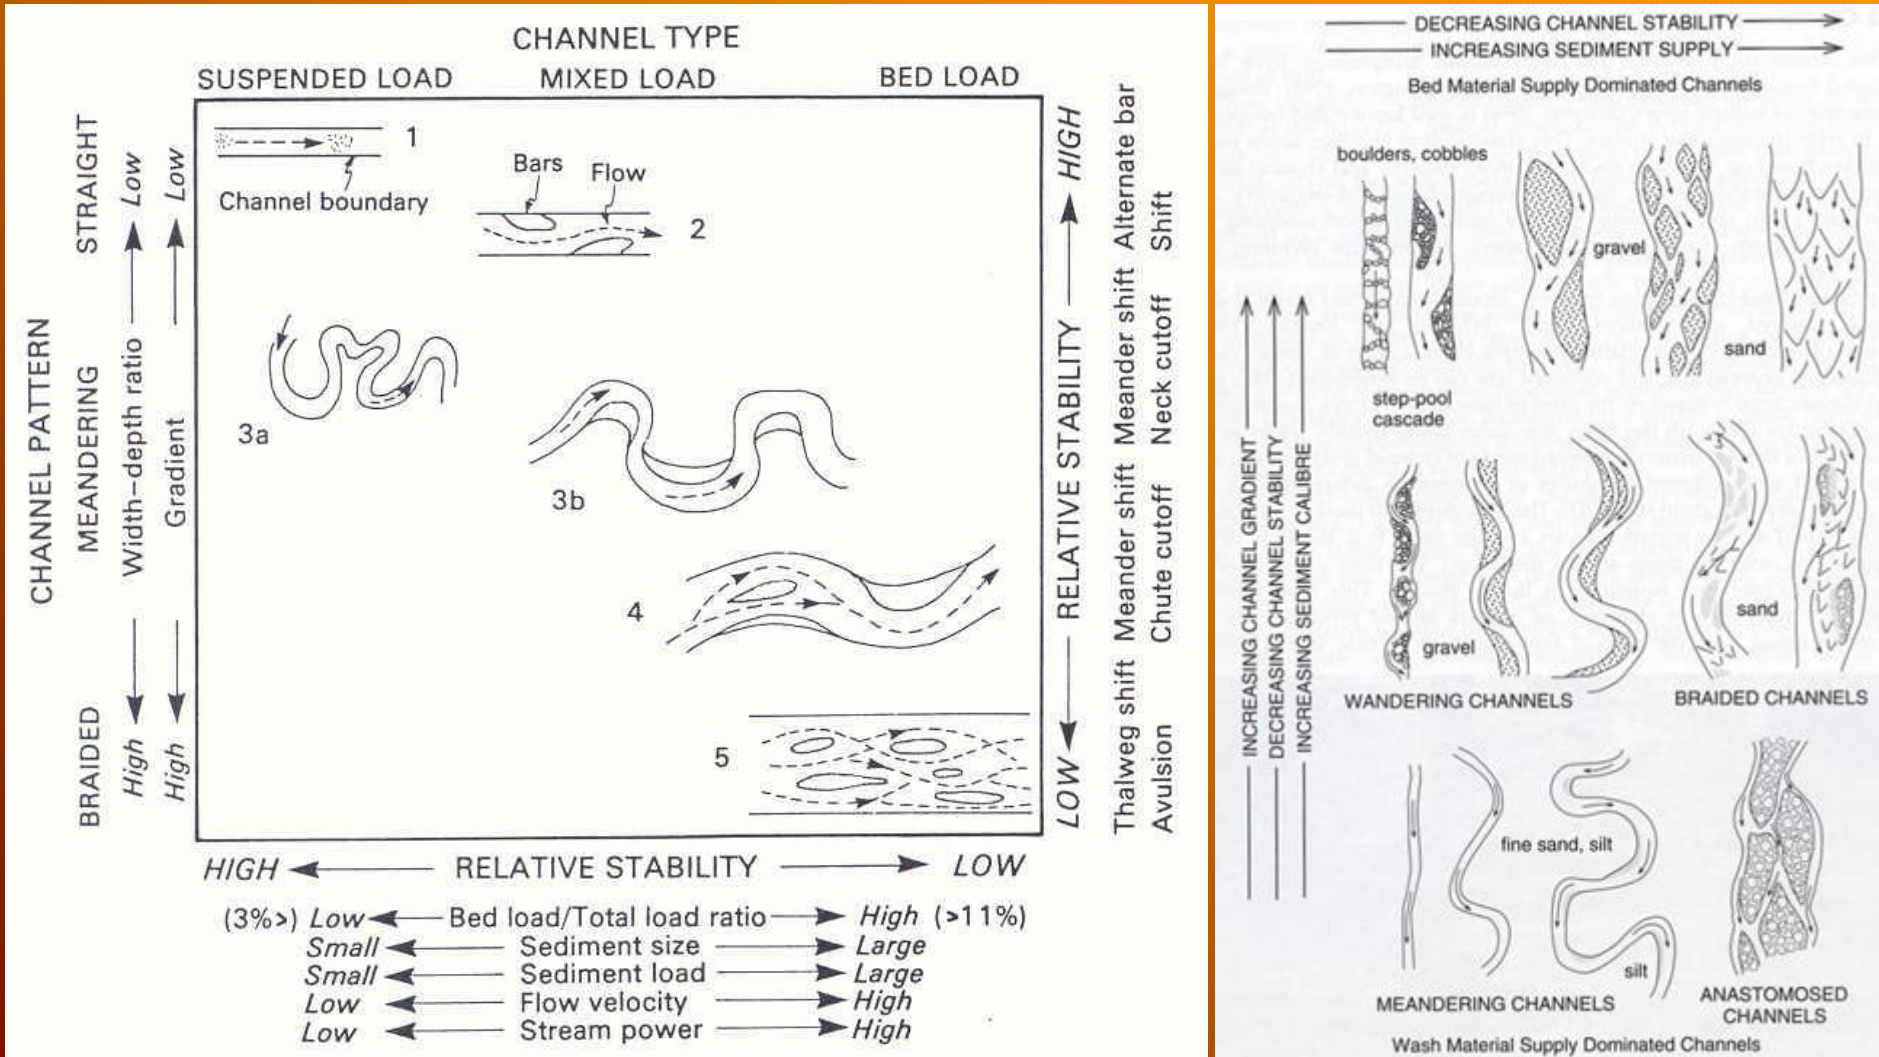 CHANNEL TYPE
SUSPENDED LOAD MIXED LOAD BED LOAD
CHANNEL PATTERN
STRAIGHT
MEANDERING
BRAIDED
Low Width-depth ratio High
Low Gradient High
1
Channel boundary
Bars
Flow
2
3a
3b
4
5
HIGH RELATIVE STABILITY LOW
Alternate bar
Meander shift
Meander shift
Thalweg shift
Shift
Neck cutoff
Chute cutoff
Avulsion
HIGH RELATIVE STABILITY LOW
(3%>) Low Bed load/Total load ratio High (>11%)
Small Sediment size Large
Small Sediment load Large
Low Flow velocity High
Low Stream power High
DECREASING CHANNEL STABILITY
INCREASING SEDIMENT SUPPLY
Bed Material Supply Dominated Channels
boulders, cobbles
gravel
sand
step-pool
cascade
INCREASING CHANNEL GRADIENT
DECREASING CHANNEL STABILITY
INCREASING SEDIMENT CALIBRE
gravel
sand
WANDERING CHANNELS
BRAIDED CHANNELS
fine sand, silt
silt
MEANDERING CHANNELS
ANASTOMOSED
CHANNELS
Wash Material Supply Dominated Channels